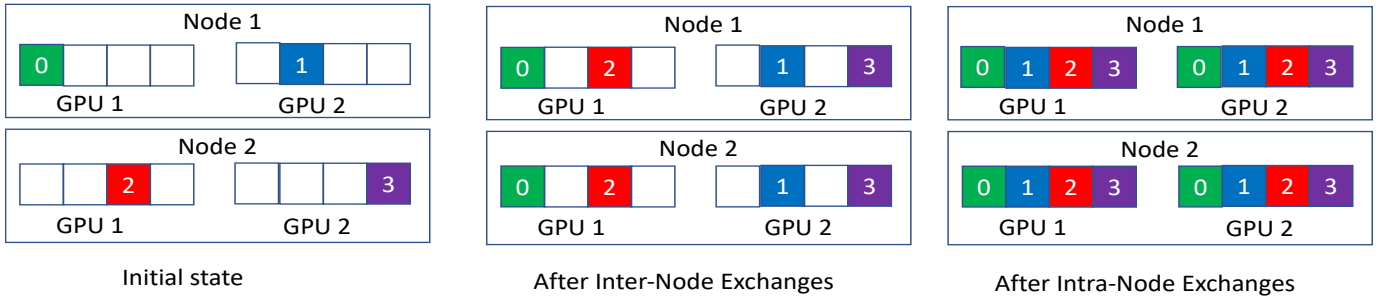 Node 1
0 1
GPU 1 GPU 2
Node 2
2 3
GPU 1 GPU 2
Initial state
Node 1
0 2 1 3
GPU 1 GPU 2
Node 2
0 2 1 3
GPU 1 GPU 2
After Inter-Node Exchanges
Node 1
0 1 2 3 0 1 2 3
GPU 1 GPU 2
Node 2
0 1 2 3 0 1 2 3
GPU 1 GPU 2
After Intra-Node Exchanges